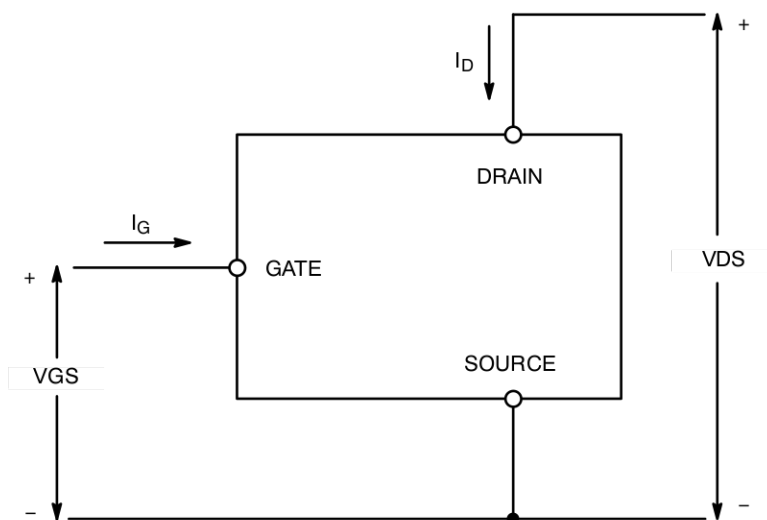 +
I_D
DRAIN
I_G
+
GATE
VDS
SOURCE
VGS
−
−